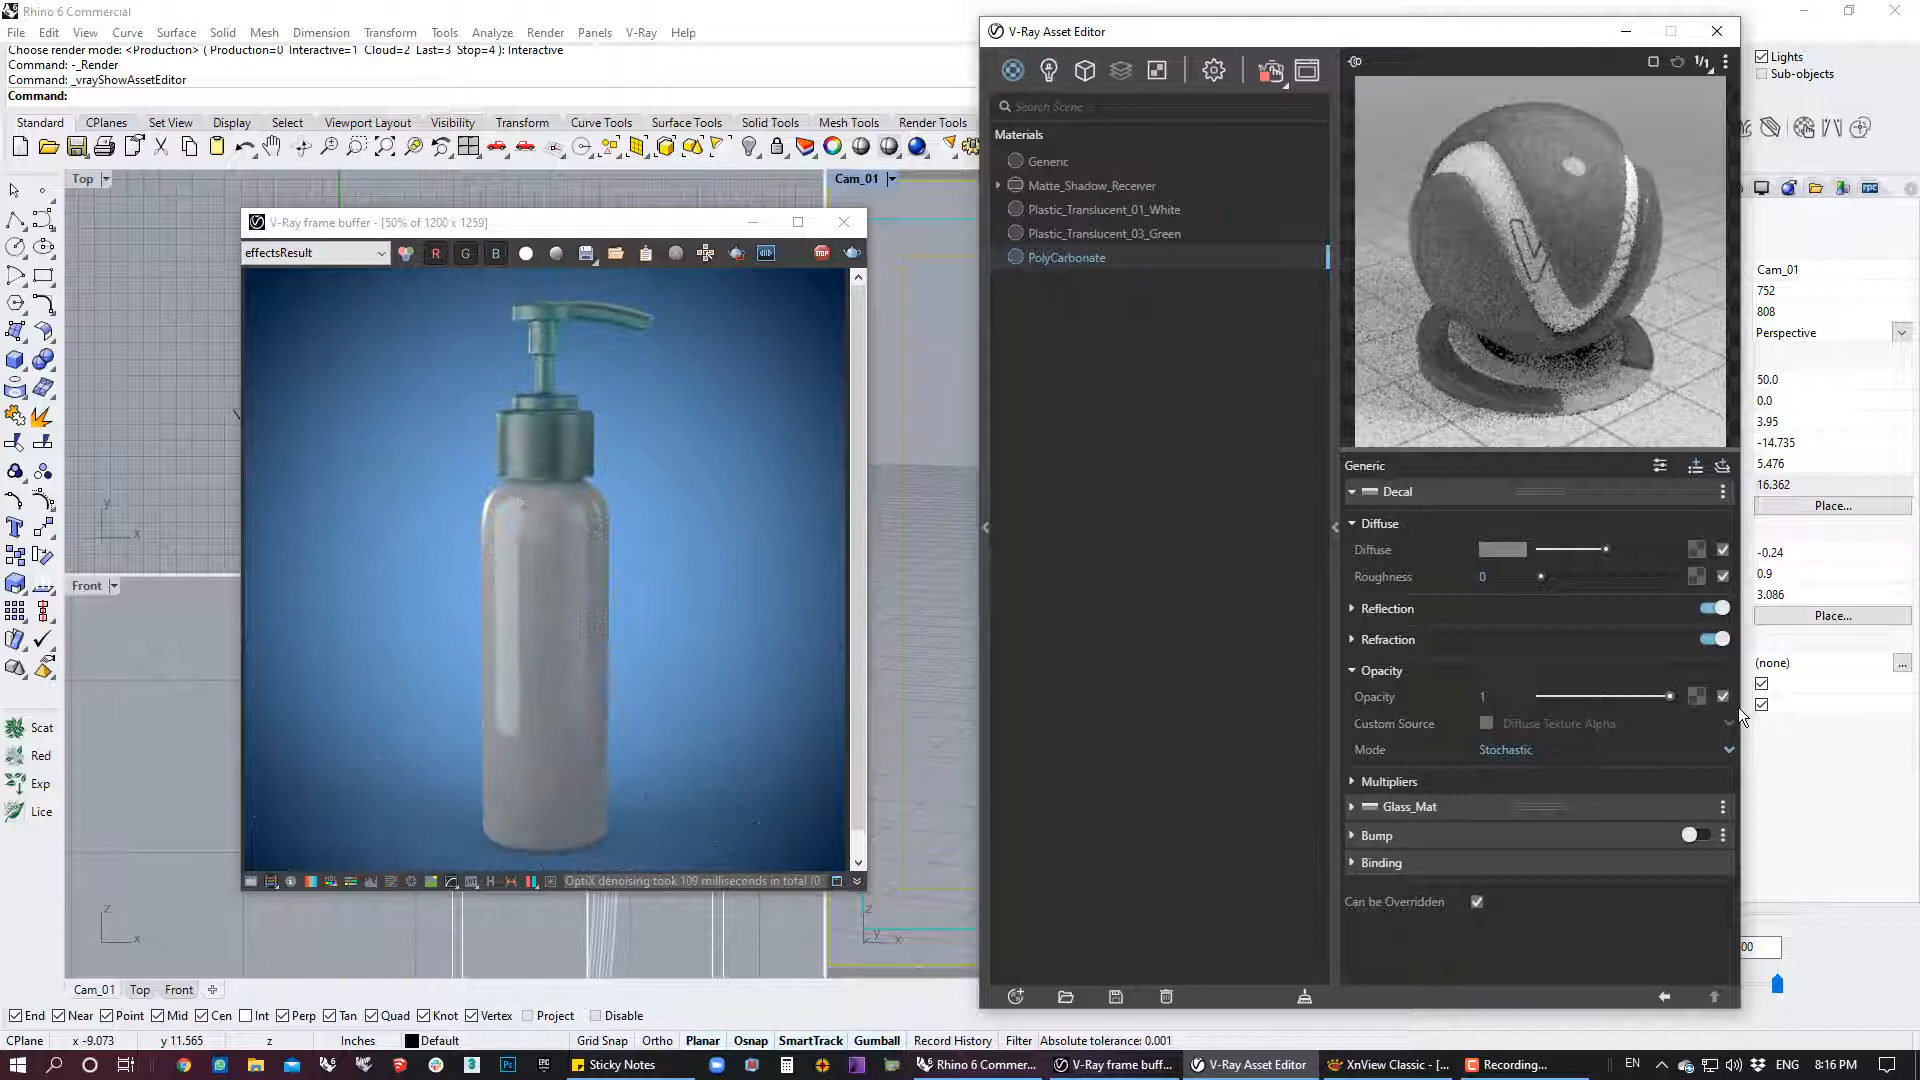 Rhino 6 Commercial
File Edit View Curve Surface Solid Mesh Dimension Transform Tools Analyze Render Panels V-Ray Help
Choose render mode: <Production> ( Production=0 Interactive=1 Cloud=2 Last=3 Stop=4 ): Interactive
Command: -_Render
Command: _vrayShowAssetEditor
Command:
Standard CPlanes Set View Display Select Viewport Layout Visibility Transform Curve Tools Surface Tools Solid Tools Mesh Tools Render Tools
Top
Cam_01
V-Ray frame buffer - [50% of 1200 x 1259]
effectsResult
R G B
STOP
y
x
Front
Scat
Red
Exp
Lice
z
x
OptiX denoising took 109 milliseconds in total (0
z
y x
Cam_01 Top Front
End Near Point Mid Cen Int Perp Tan Quad Knot Vertex Project Disable
CPlane x -9.073 y 11.565 z Inches Default Grid Snap Ortho Planar Osnap SmartTrack Gumball Record History Filter Absolute tolerance: 0.001
V-Ray Asset Editor
Search Scene
Materials
Generic
Matte_Shadow_Receiver
Plastic_Translucent_01_White
Plastic_Translucent_03_Green
PolyCarbonate
1/1
Generic
Decal
Diffuse
Diffuse
Roughness 0
Reflection
Refraction
Opacity
Opacity 1
Custom Source Diffuse Texture Alpha
Mode Stochastic
Multipliers
Glass_Mat
Bump
Binding
Can be Overridden
Lights
Sub-objects
rpc
Cam_01
752
808
Perspective
50.0
0.0
3.95
-14.735
5.476
16.362
Place...
-0.24
0.9
3.086
Place...
(none)
...
00
Sticky Notes
Rhino 6 Commerc...
V-Ray frame buff...
V-Ray Asset Editor
XnView Classic - [...
Recording...
EN
ENG
8:16 PM